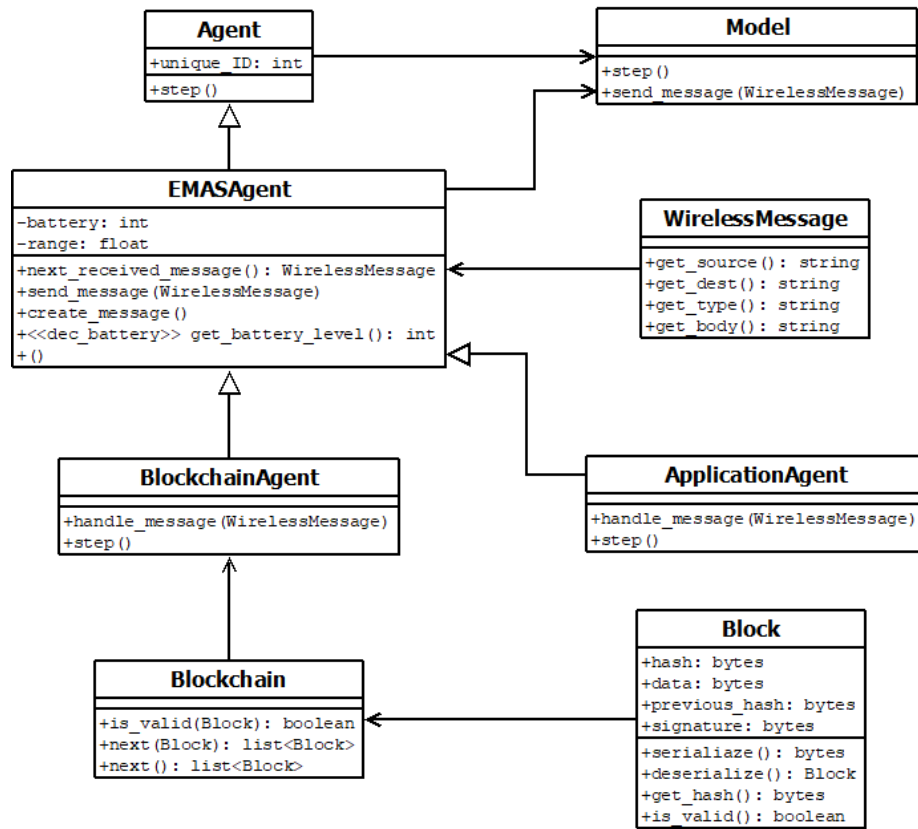 Agent
+unique_ID: int
+step()
Model
+step()
+send_message(WirelessMessage)
EMASAgent
-battery: int
-range: float
+next_received_message(): WirelessMessage
+send_message(WirelessMessage)
+create_message()
+<<dec_battery>> get_battery_level(): int
+()
WirelessMessage
+get_source(): string
+get_dest(): string
+get_type(): string
+get_body(): string
BlockchainAgent
+handle_message(WirelessMessage)
+step()
ApplicationAgent
+handle_message(WirelessMessage)
+step()
Blockchain
+is_valid(Block): boolean
+next(Block): list<Block>
+next(): list<Block>
Block
+hash: bytes
+data: bytes
+previous_hash: bytes
+signature: bytes
+serialiaze(): bytes
+deserialize(): Block
+get_hash(): bytes
+is_valid(): boolean